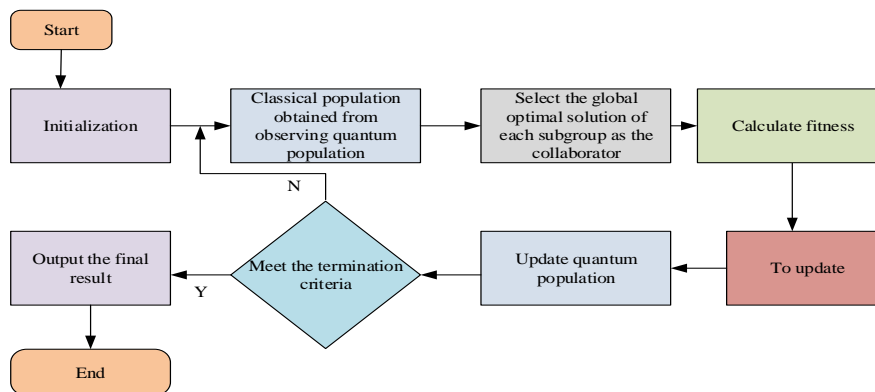 Start
Initialization
Classical population
obtained from
observing quantum
population
Select the global
optimal solution of
each subgroup as the
collaborator
Calculate fitness
N
Output the final
result
Y
Meet the termination
criteria
Update quantum
population
To update
End